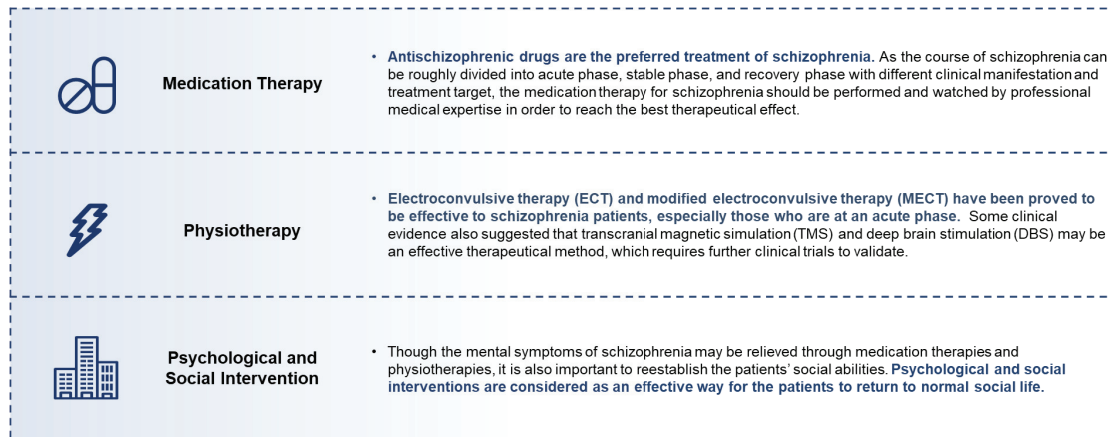 Medication Therapy
• Antischizophrenic drugs are the preferred treatment of schizophrenia. As the course of schizophrenia can
be roughly divided into acute phase, stable phase, and recovery phase with different clinical manifestation and
treatment target, the medication therapy for schizophrenia should be performed and watched by professional
medical expertise in order to reach the best therapeutical effect.
Physiotherapy
• Electroconvulsive therapy (ECT) and modified electroconvulsive therapy (MECT) have been proved to
be effective to schizophrenia patients, especially those who are at an acute phase. Some clinical
evidence also suggested that transcranial magnetic simulation (TMS) and deep brain stimulation (DBS) may be
an effective therapeutical method, which requires further clinical trials to validate.
Psychological and
Social Intervention
• Though the mental symptoms of schizophrenia may be relieved through medication therapies and
physiotherapies, it is also important to reestablish the patients' social abilities. Psychological and social
interventions are considered as an effective way for the patients to return to normal social life.